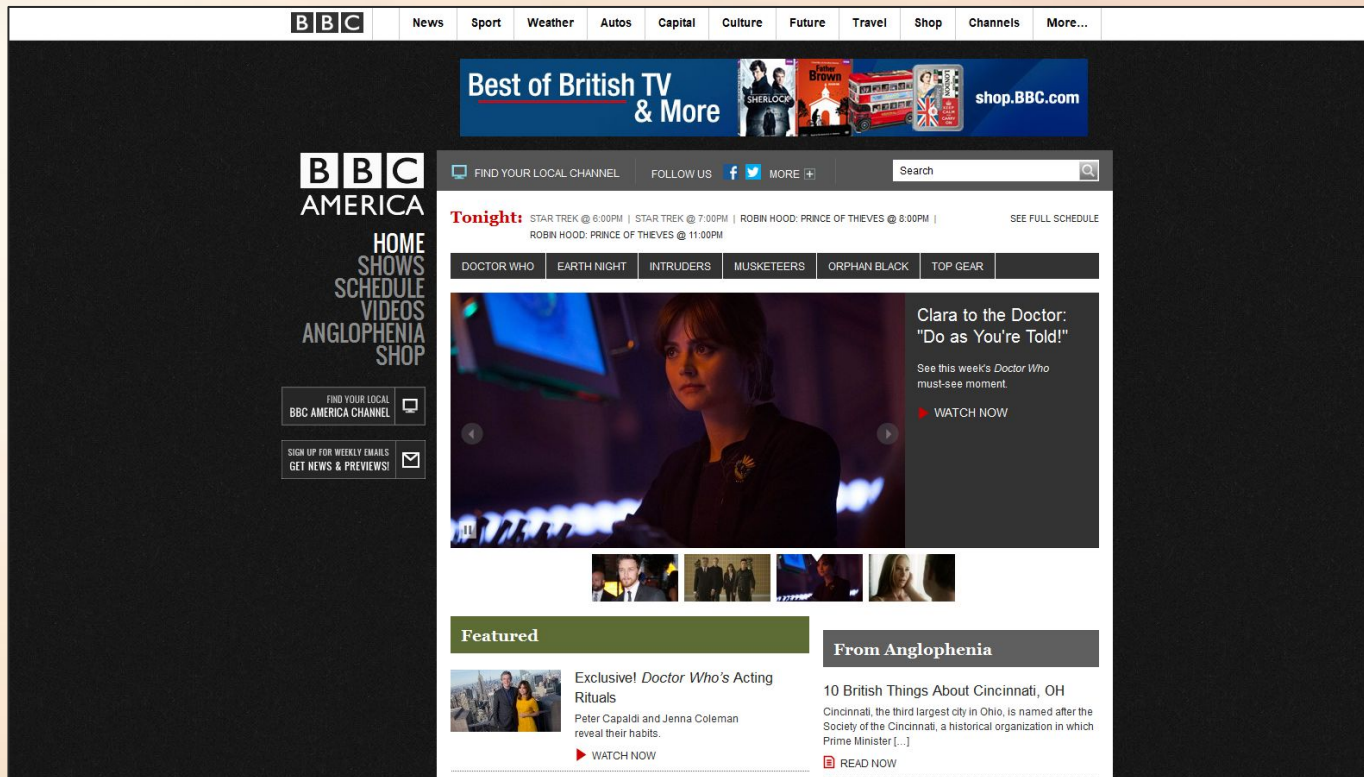 BBC News Sport Weather Autos Capital Culture Future Travel Shop Channels More...
Best of British TV
& More
SHERLOCK
Father
Brown
LONDON
shop.BBC.com
BBC
AMERICA
HOME
SHOWS
SCHEDULE
VIDEOS
ANGLOPHENIA
SHOP
FIND YOUR LOCAL
BBC AMERICA CHANNEL
SIGN UP FOR WEEKLY EMAILS
GET NEWS & PREVIEWS!
FIND YOUR LOCAL CHANNEL FOLLOW US f MORE + Search
Tonight: STAR TREK @ 6:00PM | STAR TREK @ 7:00PM | ROBIN HOOD: PRINCE OF THIEVES @ 8:00PM | SEE FULL SCHEDULE
ROBIN HOOD: PRINCE OF THIEVES @ 11:00PM
DOCTOR WHO EARTH NIGHT INTRUDERS MUSKETEERS ORPHAN BLACK TOP GEAR
Clara to the Doctor:
"Do as You're Told!"
See this week's Doctor Who
must-see moment.
WATCH NOW
Featured
Exclusive! Doctor Who's Acting
Rituals
Peter Capaldi and Jenna Coleman
reveal their habits.
WATCH NOW
From Anglophenia
10 British Things About Cincinnati, OH
Cincinnati, the third largest city in Ohio, is named after the
Society of the Cincinnati, a historical organization in which
Prime Minister [...]
READ NOW